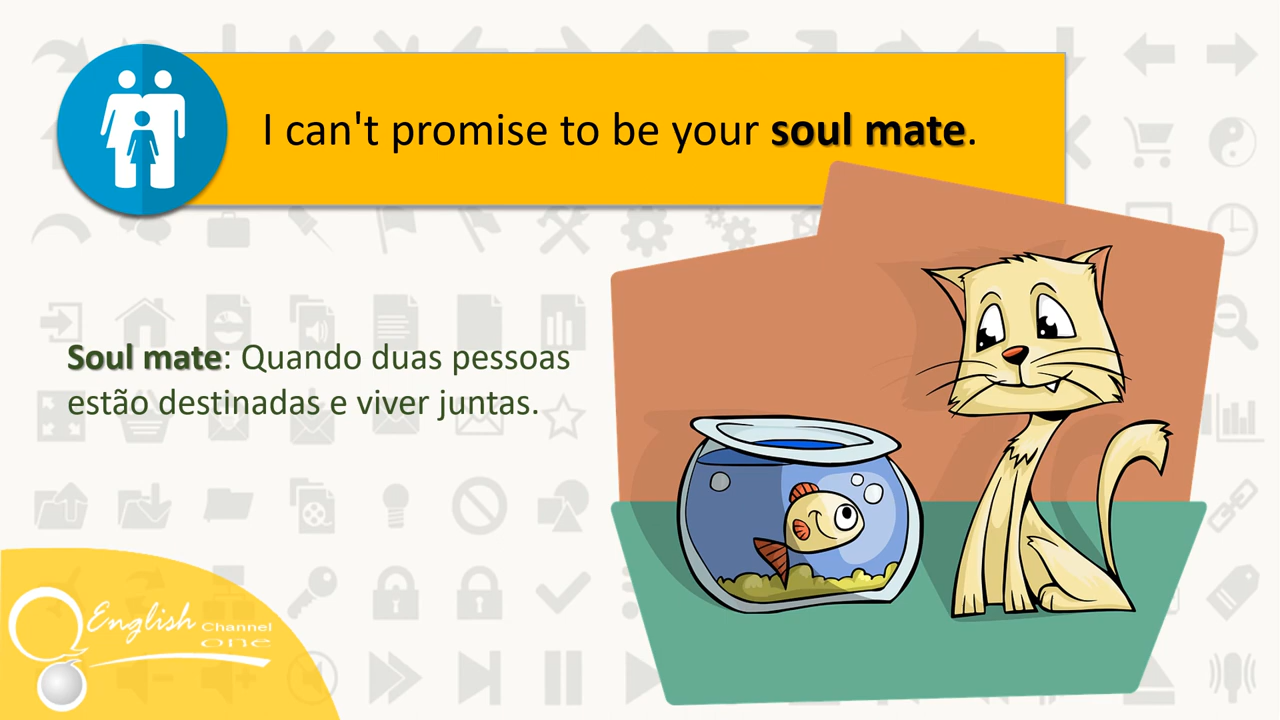 I can't promise to be your soul mate.
Soul mate: Quando duas pessoas
estão destinadas e viver juntas.
English Channel
one